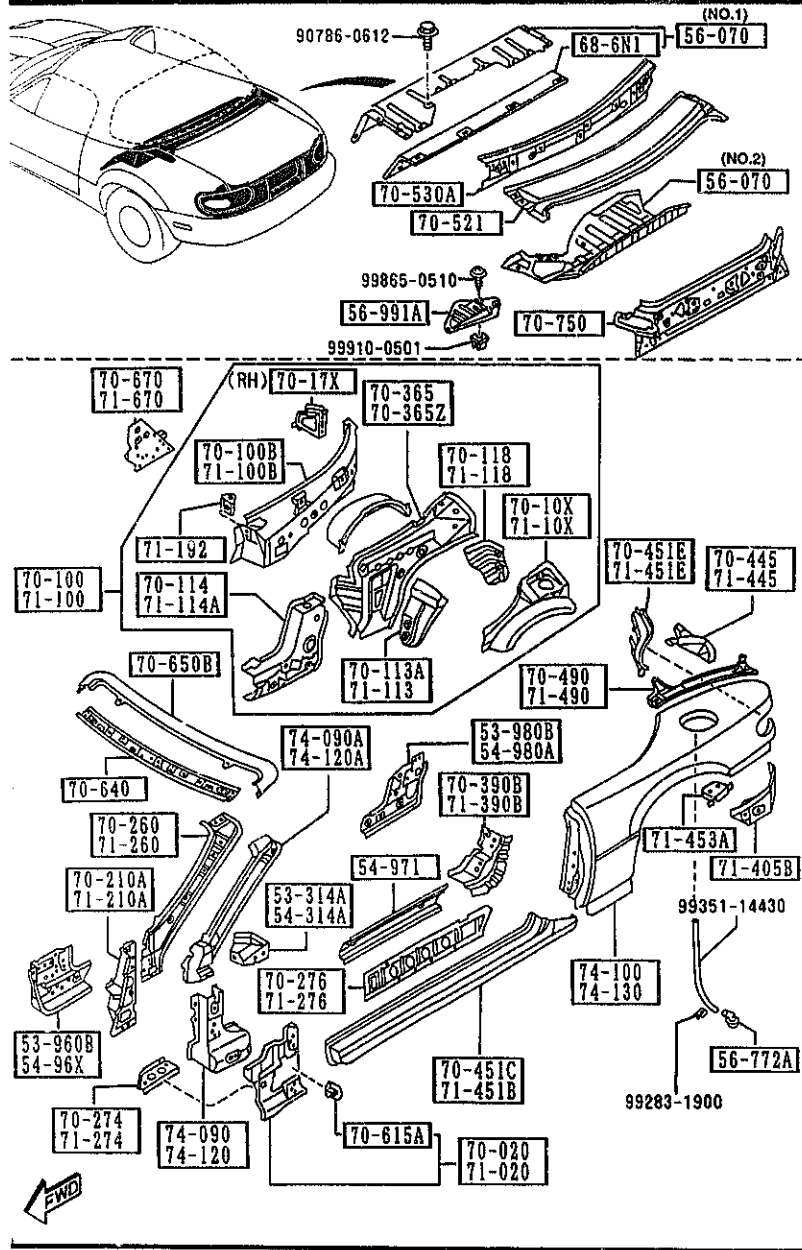 (NO.1)
90786-0612
56-070
68-6N1
(NO.2)
70-530A
56-070
70-521
99865-0510
56-991A
70-750
99910-0501
70-670
71-670
(RH)
70-17X
70-365
70-365Z
70-100B
71-100B
70-118
71-118
70-10X
71-10X
71-192
70-451E
71-451E
70-445
71-445
70-100
71-100
70-114
71-114A
70-113A
71-113
70-650B
70-490
71-490
74-090A
74-120A
53-980B
54-980A
70-640
70-390B
71-390B
70-260
71-260
71-453A
54-971
71-405B
70-210A
71-210A
53-314A
54-314A
99351-14430
70-276
71-276
74-100
74-130
53-960B
54-96X
56-772A
70-451C
71-451B
99283-1900
70-274
71-274
74-090
74-120
70-615A
70-020
71-020
FWD